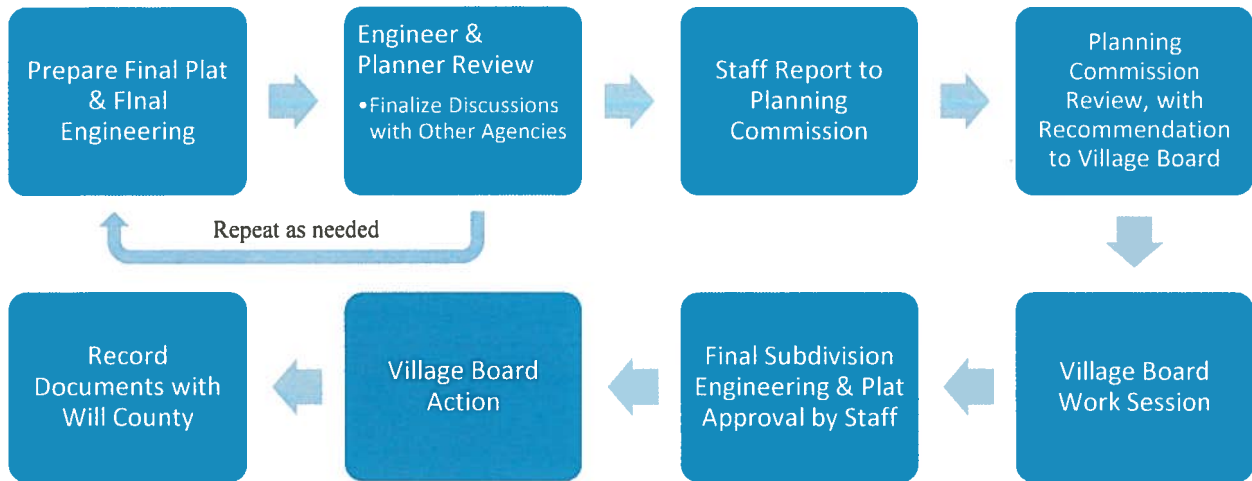 Prepare Final Plat
& FInal
Engineering
Engineer &
Planner Review
•Finalize Discussions
with Other Agencies
Staff Report to
Planning
Commission
Planning
Commission
Review, with
Recommendation
to Village Board
Repeat as needed
Village Board
Work Session
Final Subdivision
Engineering & Plat
Approval by Staff
Village Board
Action
Record
Documents with
Will County